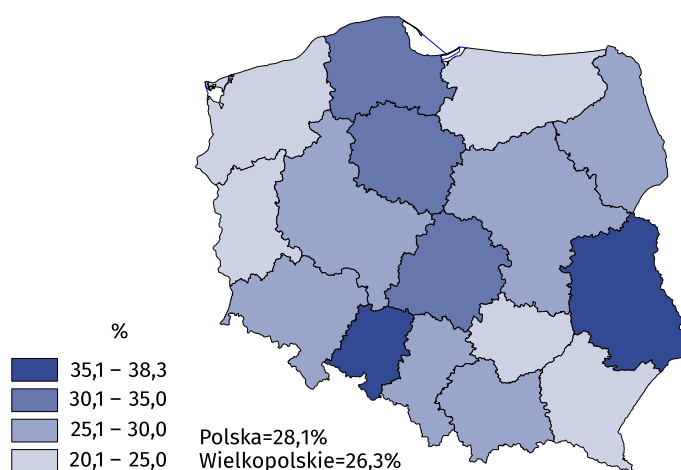 %
35,1 – 38,3
30,1 – 35,0
25,1 – 30,0
20,1 – 25,0
Polska=28,1%
Wielkopolskie=26,3%